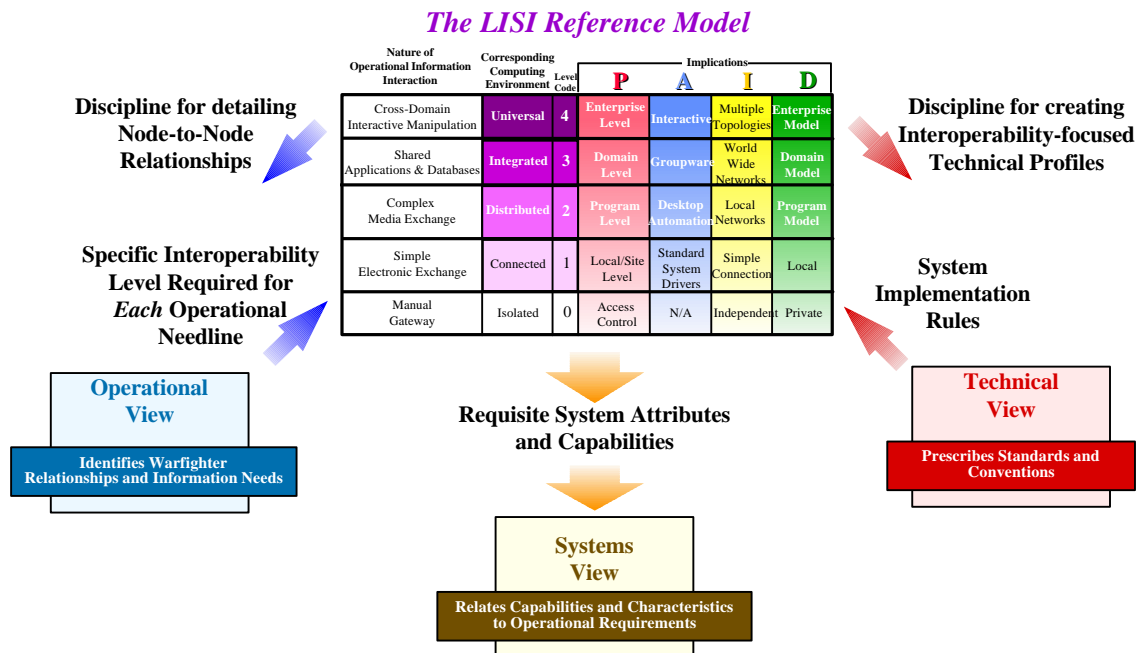 The LISI Reference Model
Nature of
Operational Information
Interaction
Corresponding
Computing
Environment
Level
Code
Implications
P
A
I
D
Cross-Domain
Interactive Manipulation
Universal
4
Enterprise
Level
Interactive
Multiple
Topologies
Enterprise
Model
Shared
Applications & Databases
Integrated
3
Domain
Level
Groupware
World
Wide
Networks
Domain
Model
Complex
Media Exchange
Distributed
2
Program
Level
Desktop
Automation
Local
Networks
Program
Model
Simple
Electronic Exchange
Connected
1
Local/Site
Level
Standard
System
Drivers
Simple
Connection
Local
Manual
Gateway
Isolated
0
Access
Control
N/A
Independent
Private
Discipline for detailing
Node-to-Node
Relationships
Specific Interoperability
Level Required for
Each Operational
Needline
Discipline for creating
Interoperability-focused
Technical Profiles
System
Implementation
Rules
Operational
View
Identifies Warfighter
Relationships and Information Needs
Requisite System Attributes
and Capabilities
Technical
View
Prescribes Standards and
Conventions
Systems
View
Relates Capabilities and Characteristics
to Operational Requirements